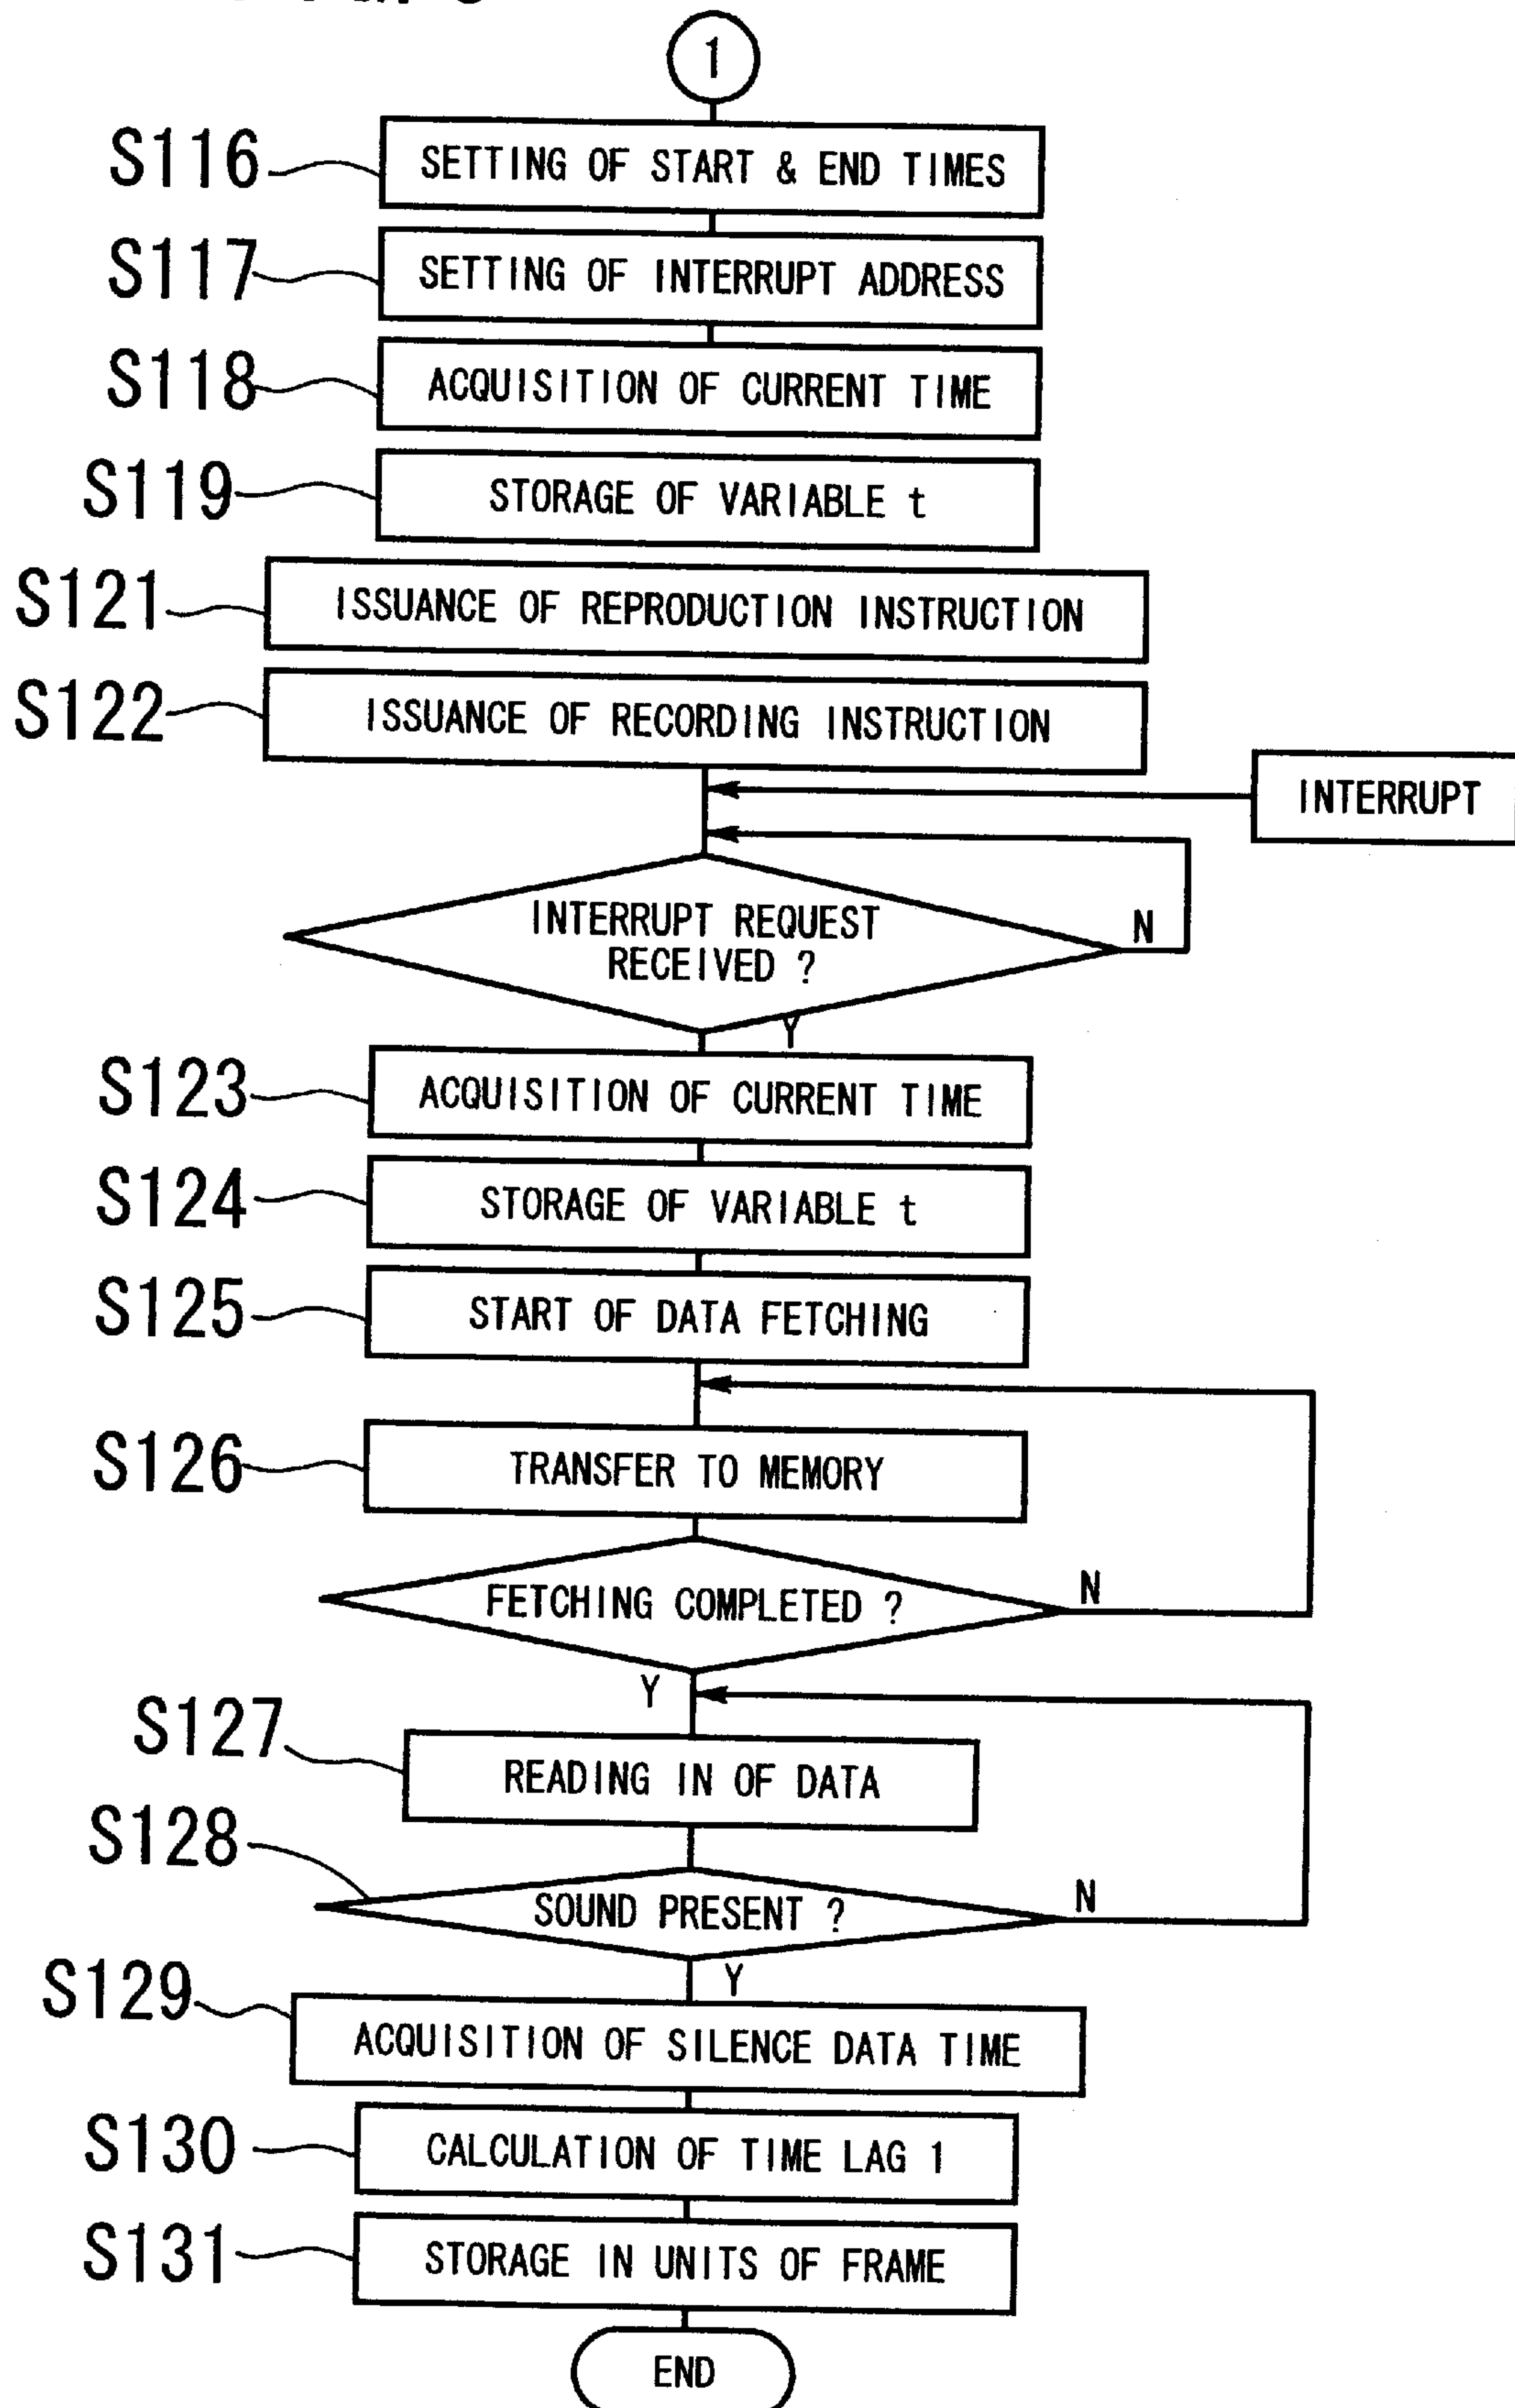 1
S116 SETTING OF START & END TIMES
S117 SETTING OF INTERRUPT ADDRESS
S118 ACQUISITION OF CURRENT TIME
S119 STORAGE OF VARIABLE t
S121 ISSUANCE OF REPRODUCTION INSTRUCTION
S122 ISSUANCE OF RECORDING INSTRUCTION
INTERRUPT
INTERRUPT REQUEST
RECEIVED ?
N
Y
S123 ACQUISITION OF CURRENT TIME
S124 STORAGE OF VARIABLE t
S125 START OF DATA FETCHING
S126 TRANSFER TO MEMORY
FETCHING COMPLETED ?
N
Y
S127 READING IN OF DATA
S128 SOUND PRESENT ?
N
Y
S129 ACQUISITION OF SILENCE DATA TIME
S130 CALCULATION OF TIME LAG 1
S131 STORAGE IN UNITS OF FRAME
END